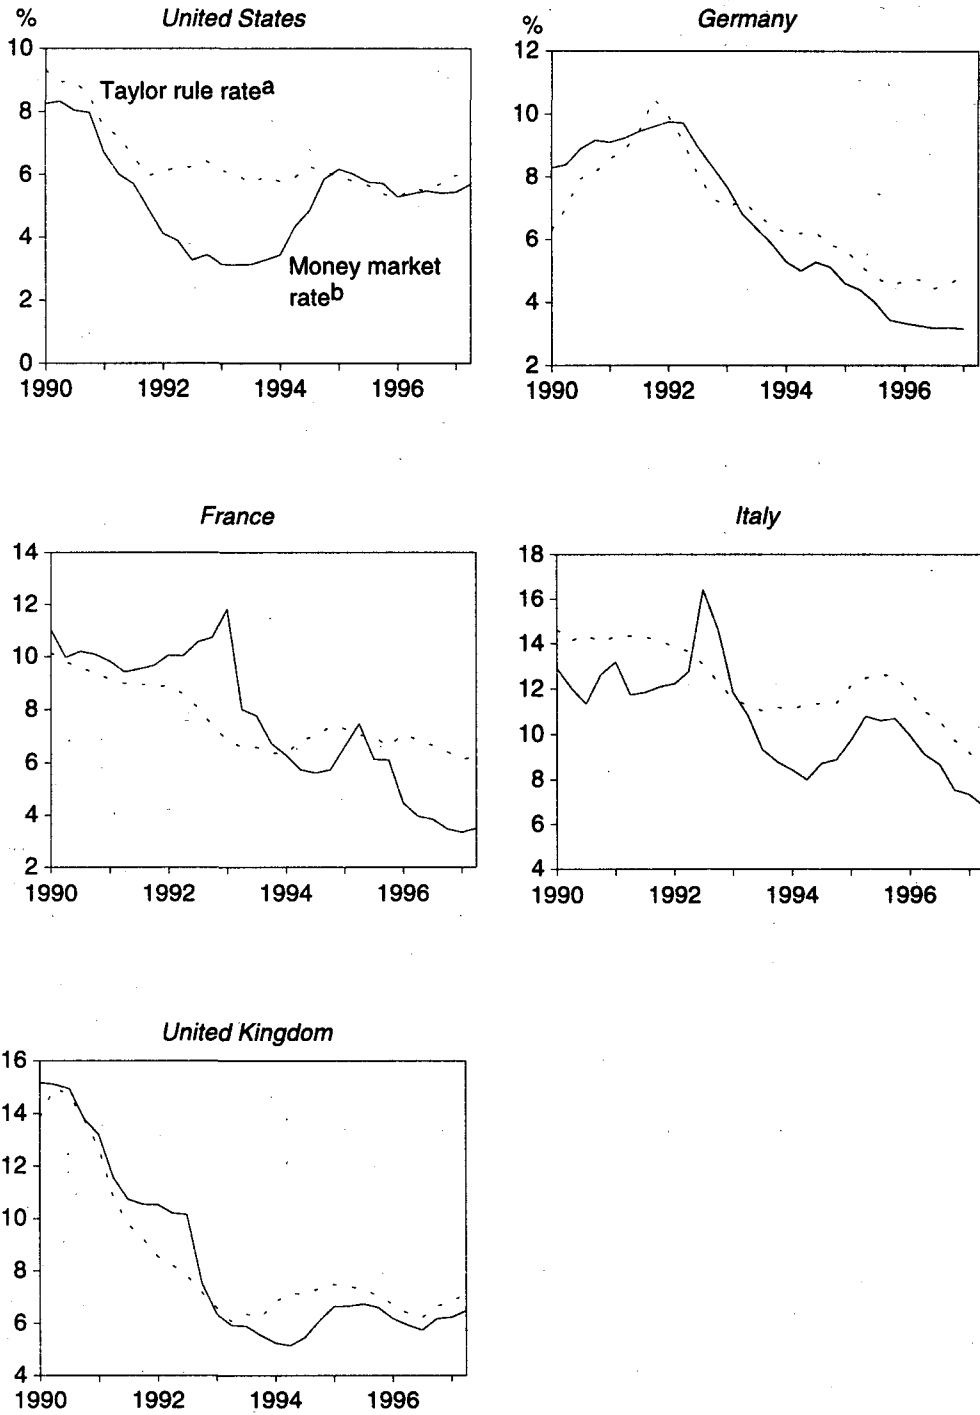 %
United States
10
8
6
4
2
0
Taylor rule rateᵃ
Money market
rateᵇ
1990 1992 1994 1996
%
Germany
12
10
8
6
4
2
1990 1992 1994 1996
France
14
12
10
8
6
4
2
1990 1992 1994 1996
Italy
18
16
14
12
10
8
6
4
1990 1992 1994 1996
United Kingdom
16
14
12
10
8
6
4
1990 1992 1994 1996